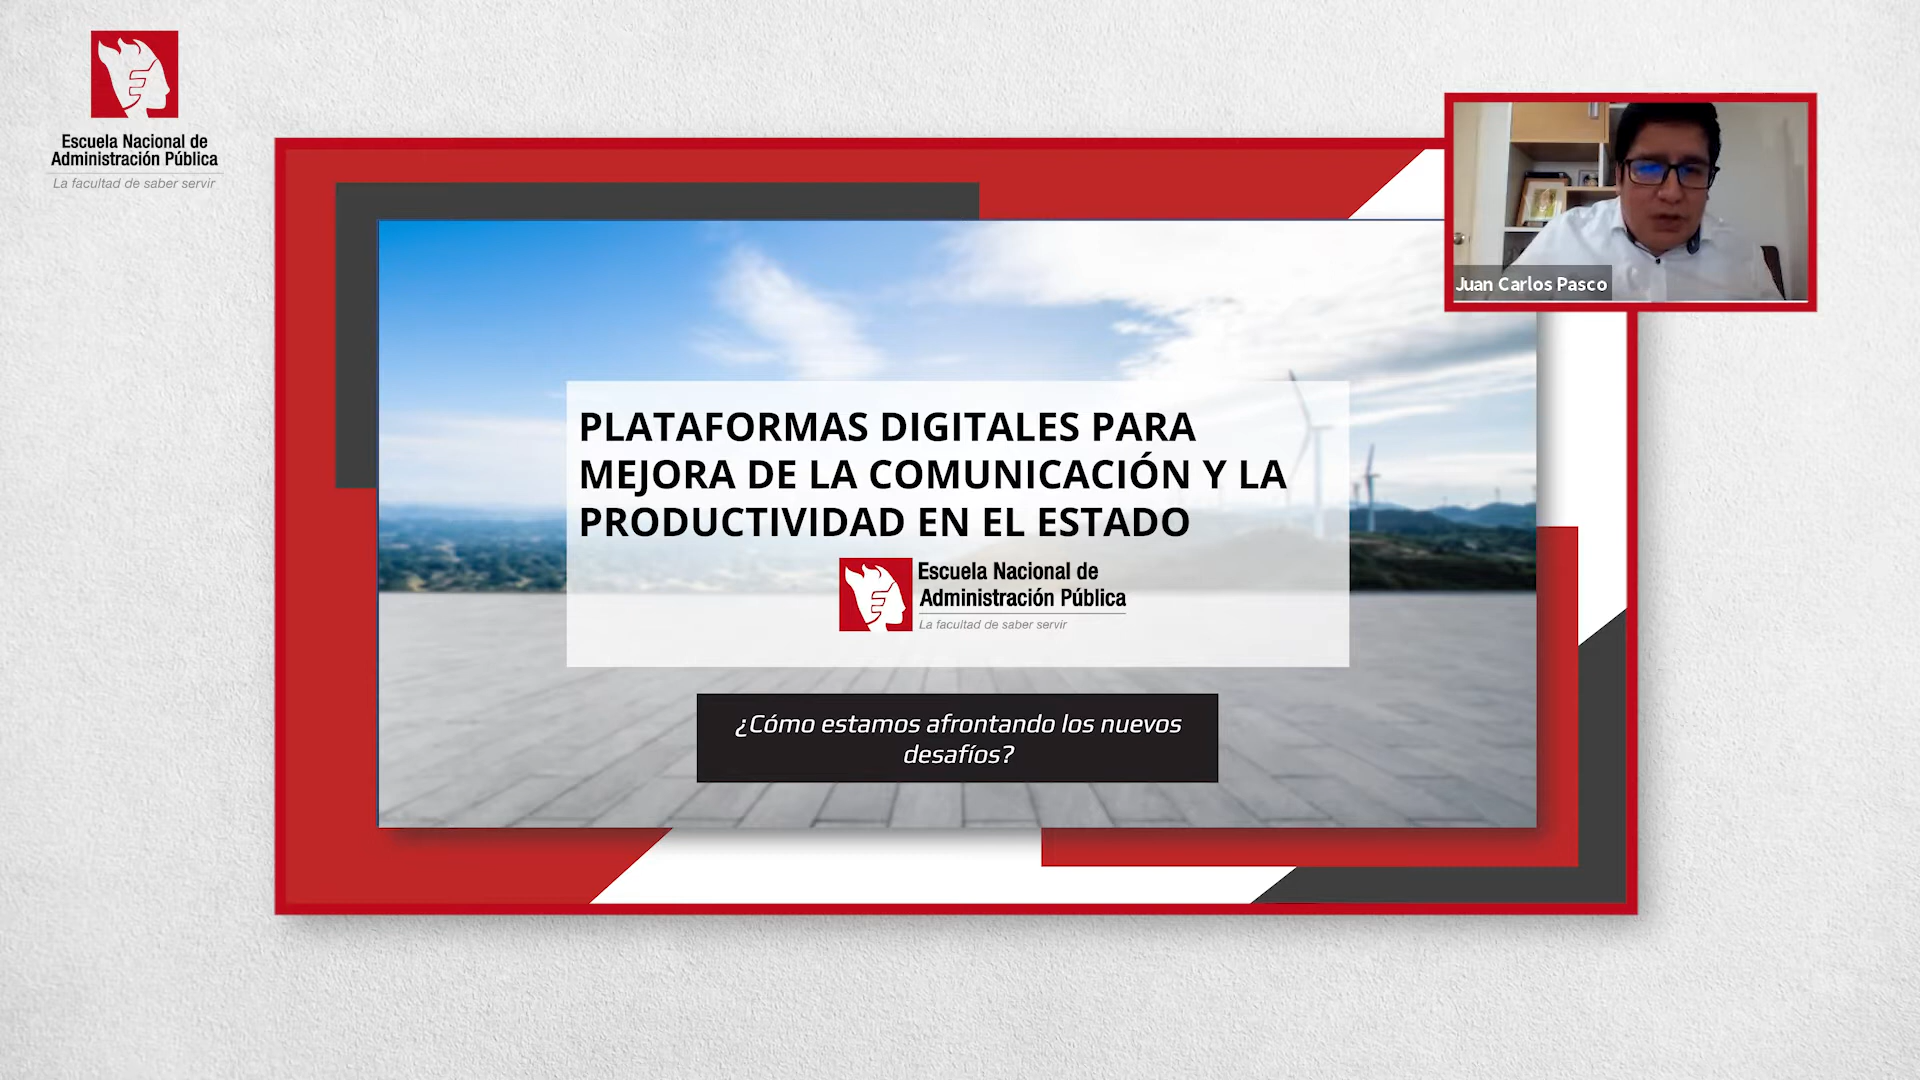 Escuela Nacional de
Administración Pública
La facultad de saber servir
Juan Carlos Pasco
PLATAFORMAS DIGITALES PARA
MEJORA DE LA COMUNICACIÓN Y LA
PRODUCTIVIDAD EN EL ESTADO
Escuela Nacional de
Administración Pública
La facultad de saber servir
¿Cómo estamos afrontando los nuevos
desafíos?